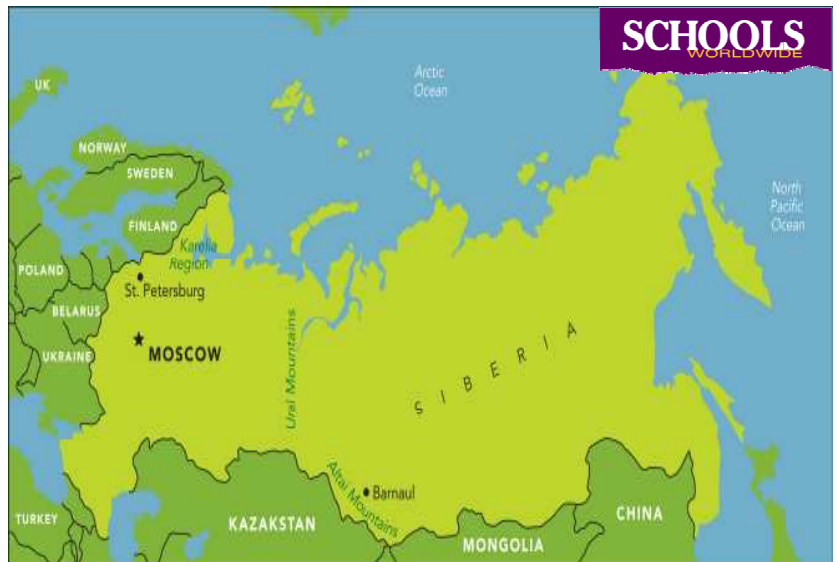 SCHOOLS
WORLDWIDE
Arctic
Ocean
UK
NORWAY
SWEDEN
North
Pacific
Ocean
FINLAND
Karelia
Region
POLAND
St. Petersburg
BELARUS
MOSCOW
UKRAINE
Ural Mountains
SIBERIA
Altai Mountains
Barnaul
TURKEY
KAZAKSTAN
CHINA
MONGOLIA